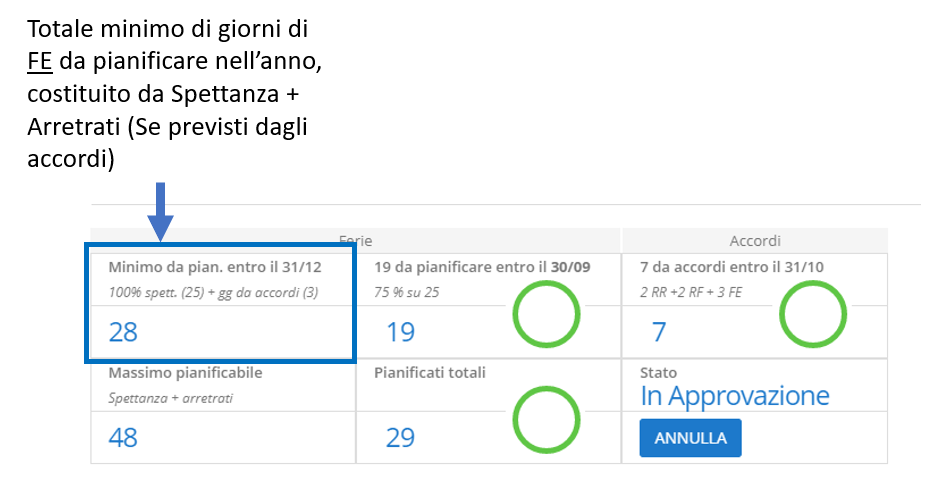 Totale minimo di giorni di
FE da pianificare nell’anno,
costituito da Spettanza +
Arretrati (Se previsti dagli
accordi)
Ferie
Accordi
Minimo da pian. entro il 31/12
19 da pianificare entro il 30/09
7 da accordi entro il 31/10
100% spett. (25) + gg da accordi (3)
75 % su 25
2 RR +2 RF + 3 FE
28
19
7
Massimo pianificabile
Pianificati totali
Stato
Spettanza + arretrati
In Approvazione
48
29
ANNULLA